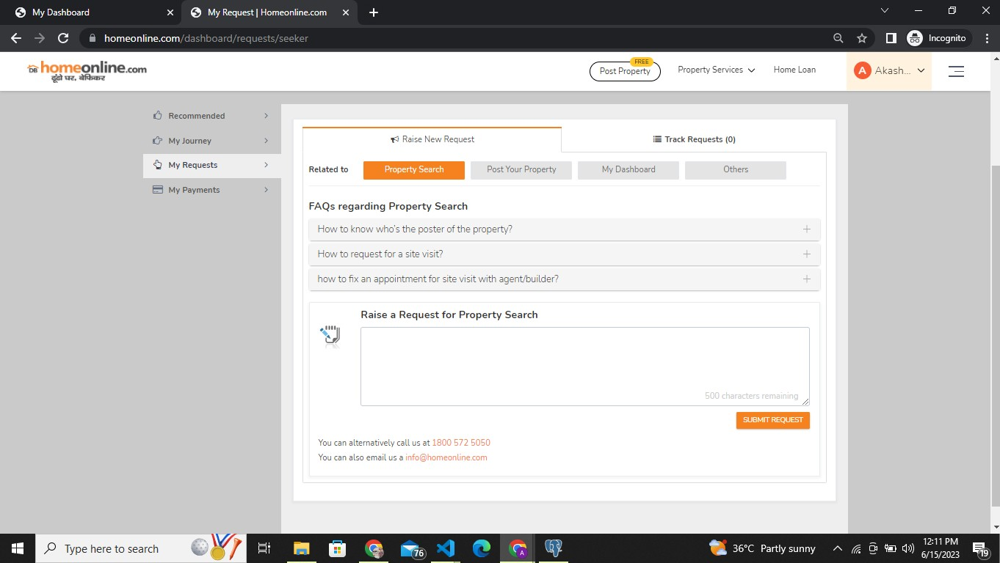 My Dashboard
My Request | Homeonline.com
homeonline.com/dashboard/requests/seeker
Incognito
DB homeonline.com
ढूंढो घर. बेफिकर
FREE
Post Property
Property Services
Home Loan
A
Akash...
Recommended
My Journey
My Requests
My Payments
Raise New Request
Track Requests (0)
Related to
Property Search
Post Your Property
My Dashboard
Others
FAQs regarding Property Search
How to know who's the poster of the property?
How to request for a site visit?
how to fix an appointment for site visit with agent/builder?
Raise a Request for Property Search
500 characters remaining
SUBMIT REQUEST
You can alternatively call us at 1800 572 5050
You can also email us a info@homeonline.com
Type here to search
76
A
36°C Partly sunny
12:11 PM
6/15/2023
19